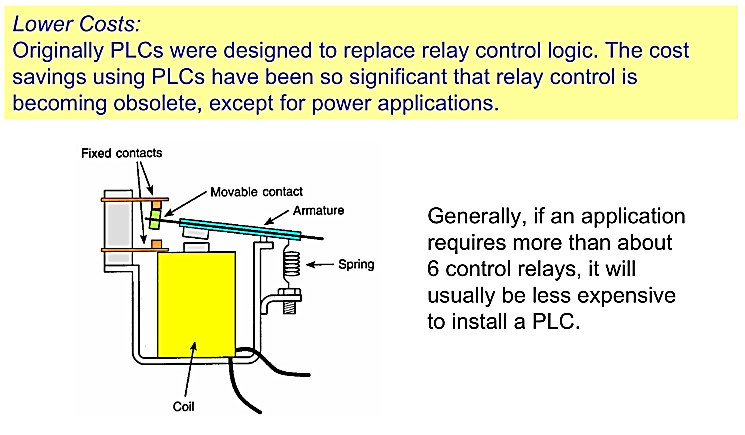 Lower Costs:
Originally PLCs were designed to replace relay control logic. The cost
savings using PLCs have been so significant that relay control is
becoming obsolete, except for power applications.
Fixed contacts
Movable contact
Armature
Spring
Coil
Generally, if an application
requires more than about
6 control relays, it will
usually be less expensive
to install a PLC.